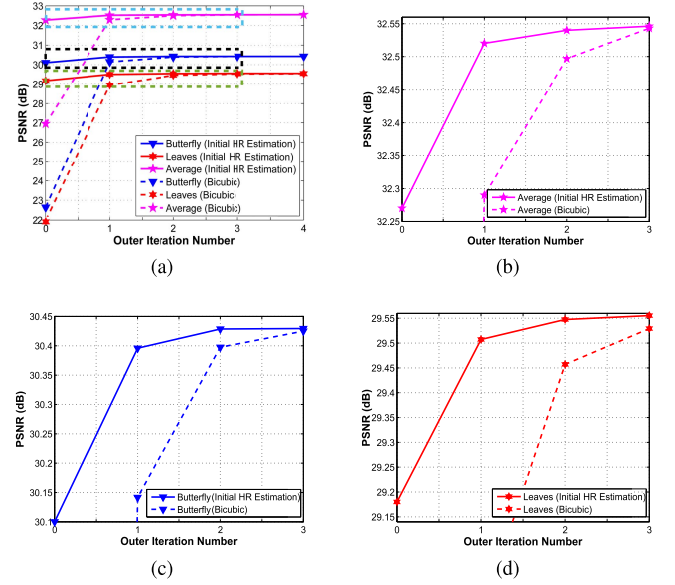 33
32
31
30
29
28
27
26
25
24
23
22
PSNR (dB)
0 1 2 3 4
Outer Iteration Number
Butterfly (Initial HR Estimation)
Leaves (Initial HR Estimation)
Average (Initial HR Estimation)
Butterfly (Bicubic)
Leaves (Bicubic
Average (Bicubi)
(a)
32.55
32.5
32.45
32.4
32.35
32.3
32.25
PSNR (dB)
0 1 2 3
Outer Iteration Number
Average (Initial HR Estimation)
Average (Bicubic)
(b)
30.45
30.4
30.35
30.3
30.25
30.2
30.15
30.1
PSNR (dB)
0 1 2 3
Outer Iteration Number
Butterfly(Initial HR Estimation)
Butterfly(Bicubic)
(c)
29.55
29.5
29.45
29.4
29.35
29.3
29.25
29.2
29.15
PSNR (dB)
0 1 2 3
Outer Iteration Number
Leaves (Initial HR Estimation)
Leaves (Bicubic)
(d)